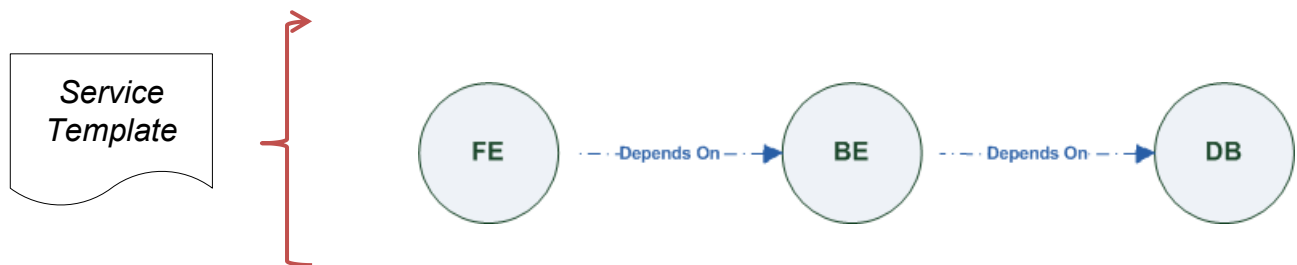 Service
Template
FE
Depends On
BE
Depends On
DB